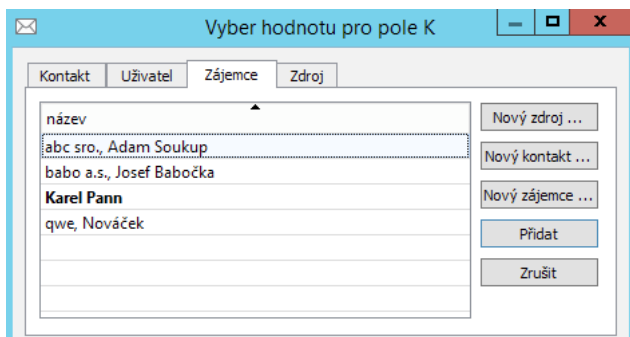 Vyber hodnotu pro pole K
Kontakt Uživatel Zájemce Zdroj
název
abc sro., Adam Soukup
babo a.s., Josef Babočka
Karel Pann
qwe, Nováček
Nový zdroj ...
Nový kontakt ...
Nový zájemce ...
Přidat
Zrušit